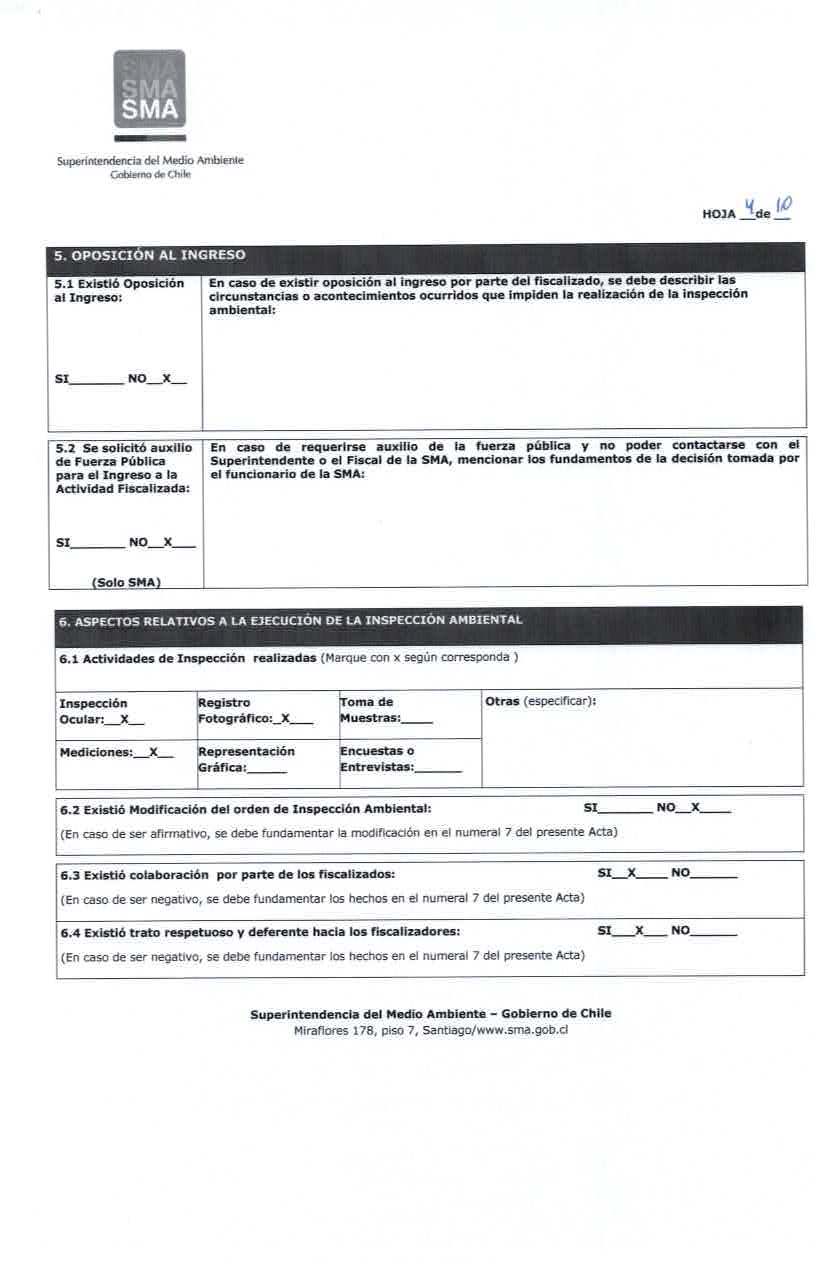 SMA
SMA
SMA
Superintendencia del Medio Ambiente
Gobierno de Chile
HOJA 4 de 10
5. OPOSICIÓN AL INGRESO
5.1 Existió Oposición
al Ingreso:
SI________ NO__X__
En caso de existir oposición al ingreso por parte del fiscalizado, se debe describir las
circunstancias o acontecimientos ocurridos que impiden la realización de la inspección
ambiental:
5.2 Se solicitó auxilio
de Fuerza Pública
para el Ingreso a la
Actividad Fiscalizada:
SI________ NO__X___
(Solo SMA)
En caso de requerirse auxilio de la fuerza pública y no poder contactarse con el
Superintendente o el Fiscal de la SMA, mencionar los fundamentos de la decisión tomada por
el funcionario de la SMA:
6. ASPECTOS RELATIVOS A LA EJECUCIÓN DE LA INSPECCIÓN AMBIENTAL
6.1 Actividades de Inspección realizadas (Marque con x según corresponda )
Inspección
Ocular:__X__
Registro
Fotográfico:_X___
Toma de
Muestras:____
Otras (especificar):
Mediciones:__X__
Representación
Gráfica:_____
Encuestas o
Entrevistas:______
6.2 Existió Modificación del orden de Inspección Ambiental: SI_______ NO__X____
(En caso de ser afirmativo, se debe fundamentar la modificación en el numeral 7 del presente Acta)
6.3 Existió colaboración por parte de los fiscalizados: SI__X____ NO______
(En caso de ser negativo, se debe fundamentar los hechos en el numeral 7 del presente Acta)
6.4 Existió trato respetuoso y deferente hacia los fiscalizadores: SI___X___ NO______
(En caso de ser negativo, se debe fundamentar los hechos en el numeral 7 del presente Acta)
Superintendencia del Medio Ambiente – Gobierno de Chile
Miraflores 178, piso 7, Santiago/www.sma.gob.cl